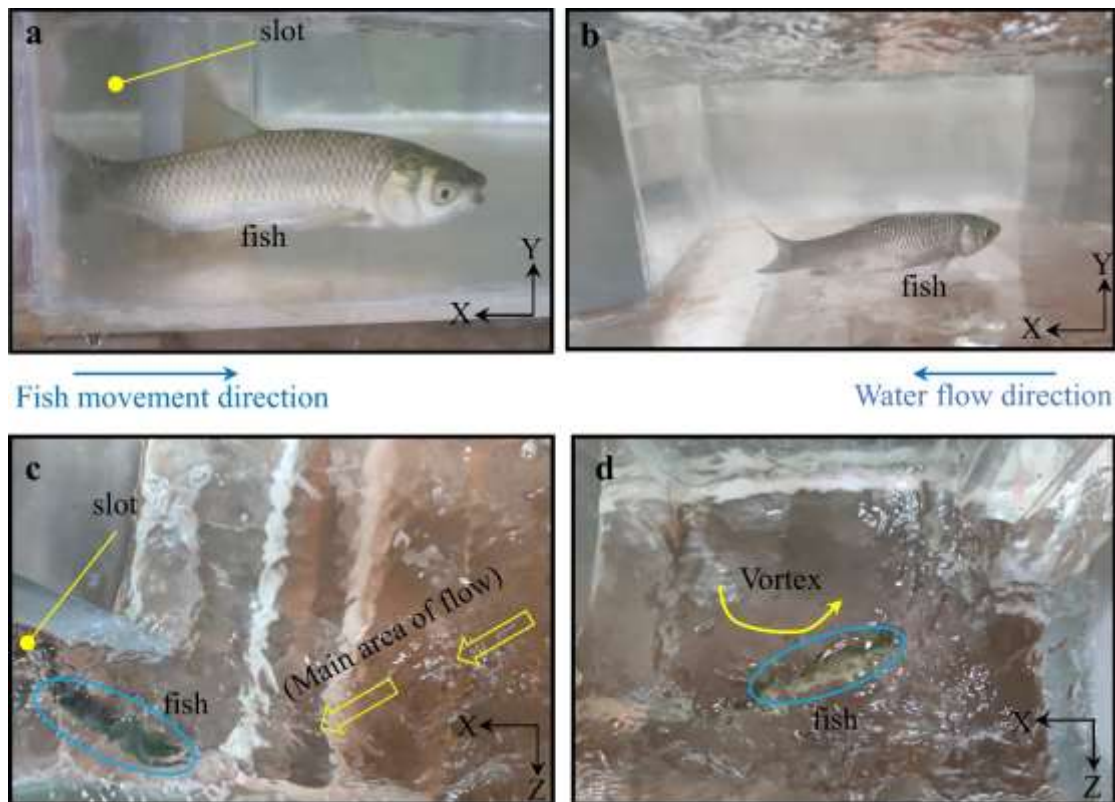 a
slot
fish
Y
X
b
fish
Y
X
Fish movement direction
Water flow direction
c
slot
fish
(Main area of flow)
d
Vortex
fish
X
Z